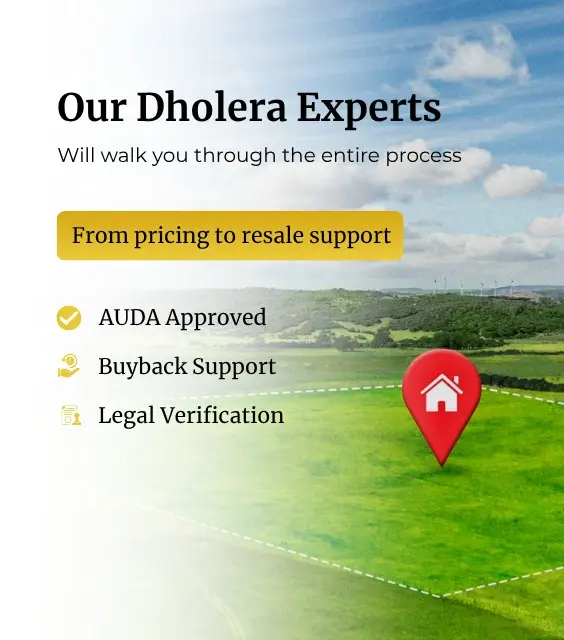 Our Dholera Experts
Will walk you through the entire process
From pricing to resale support
AUDA Approved
Buyback Support
Legal Verification